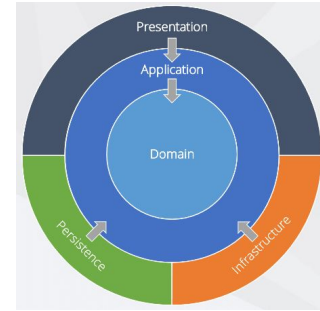 Presentation
Application
Domain
Persistence
Infrastructure